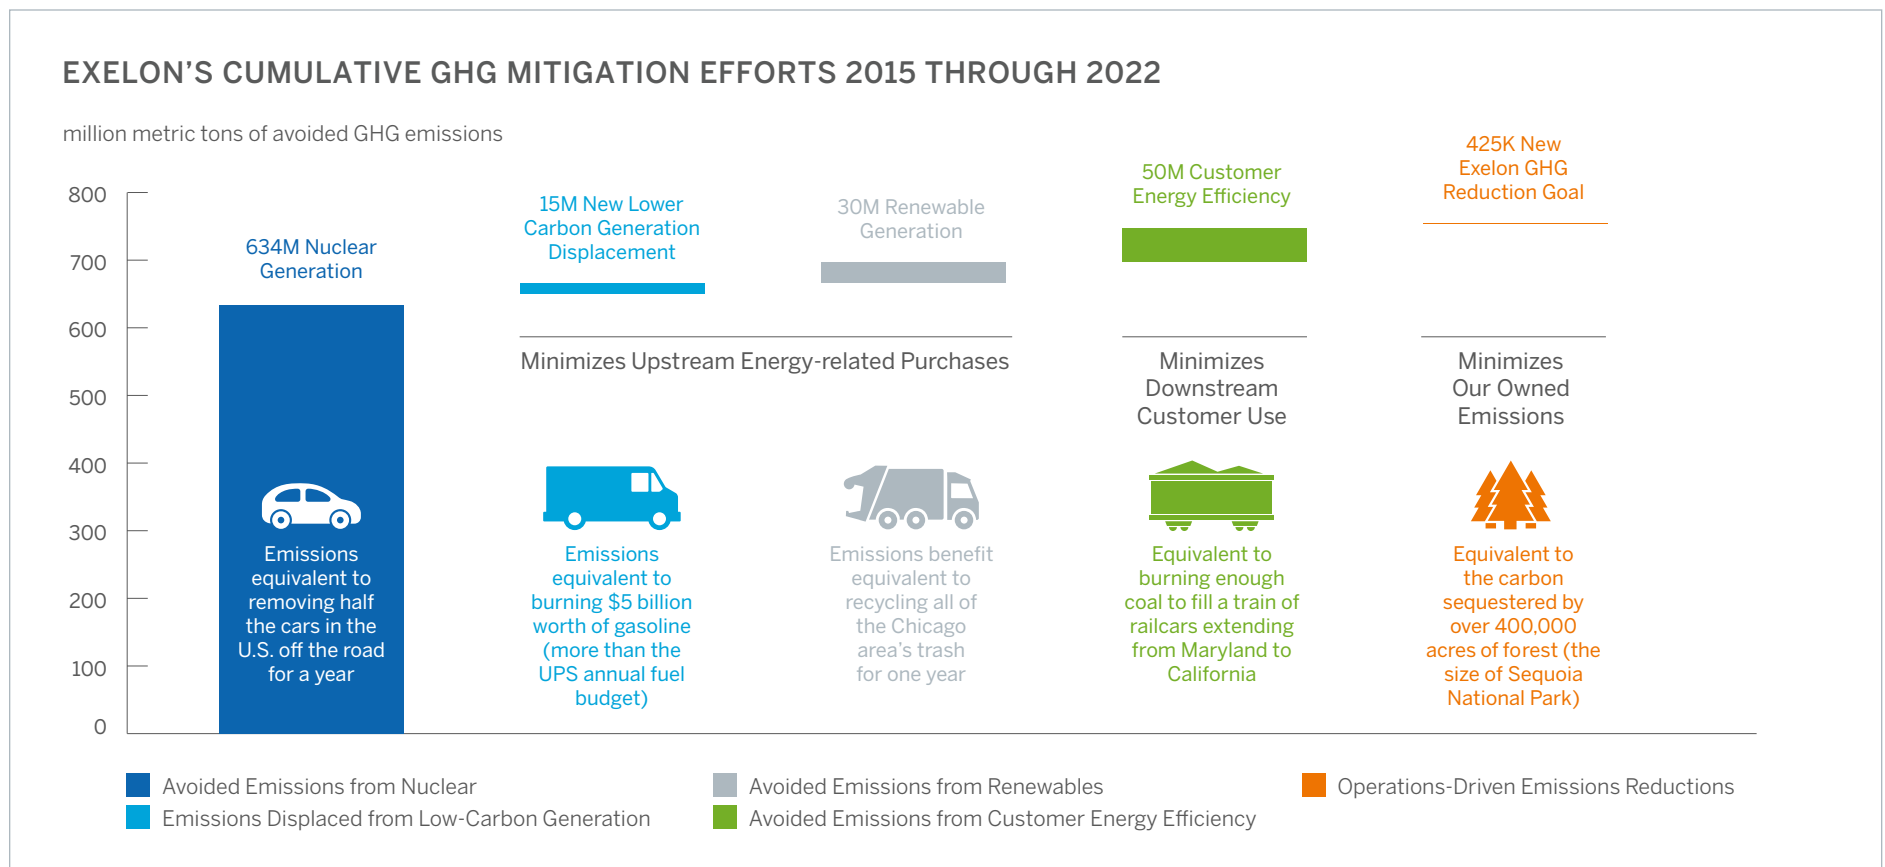 EXELON’S CUMULATIVE GHG MITIGATION EFFORTS 2015 THROUGH 2022
million metric tons of avoided GHG emissions
800
700
600
500
400
300
200
100
0
634M Nuclear
Generation
Emissions
equivalent to
removing half
the cars in the
U.S. off the road
for a year
15M New Lower
Carbon Generation
Displacement
30M Renewable
Generation
Minimizes Upstream Energy-related Purchases
Emissions
equivalent to
burning $5 billion
worth of gasoline
(more than the
UPS annual fuel
budget)
Emissions benefit
equivalent to
recycling all of
the Chicago
area’s trash
for one year
50M Customer
Energy Efficiency
Minimizes
Downstream
Customer Use
Equivalent to
burning enough
coal to fill a train of
railcars extending
from Maryland to
California
425K New
Exelon GHG
Reduction Goal
Minimizes
Our Owned
Emissions
Equivalent to
the carbon
sequestered by
over 400,000
acres of forest (the
size of Sequoia
National Park)
Avoided Emissions from Nuclear
Emissions Displaced from Low-Carbon Generation
Avoided Emissions from Renewables
Avoided Emissions from Customer Energy Efficiency
Operations-Driven Emissions Reductions